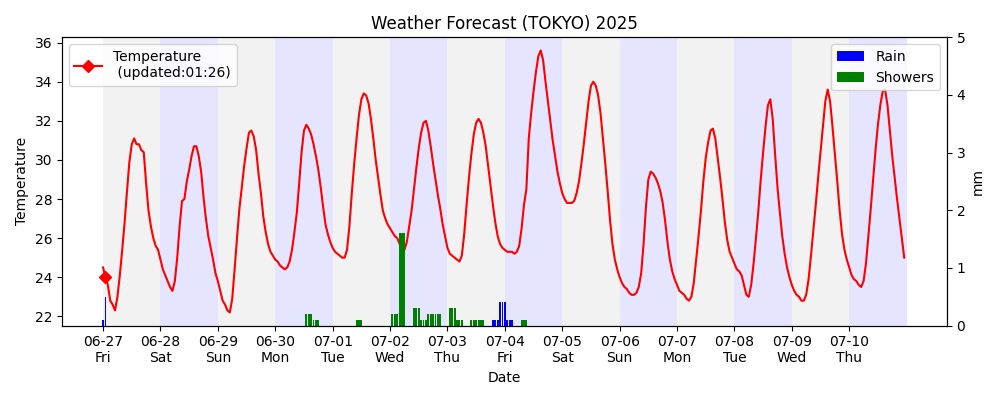 Weather Forecast (TOKYO) 2025
Temperature
(updated:01:26)
Rain
Showers
36
34
32
30
28
26
24
22
Temperature
5
4
3
2
1
0
mm
06-27 06-28 06-29 06-30 07-01 07-02 07-03 07-04 07-05 07-06 07-07 07-08 07-09 07-10
Fri Sat Sun Mon Tue Wed Thu Fri Sat Sun Mon Tue Wed Thu
Date